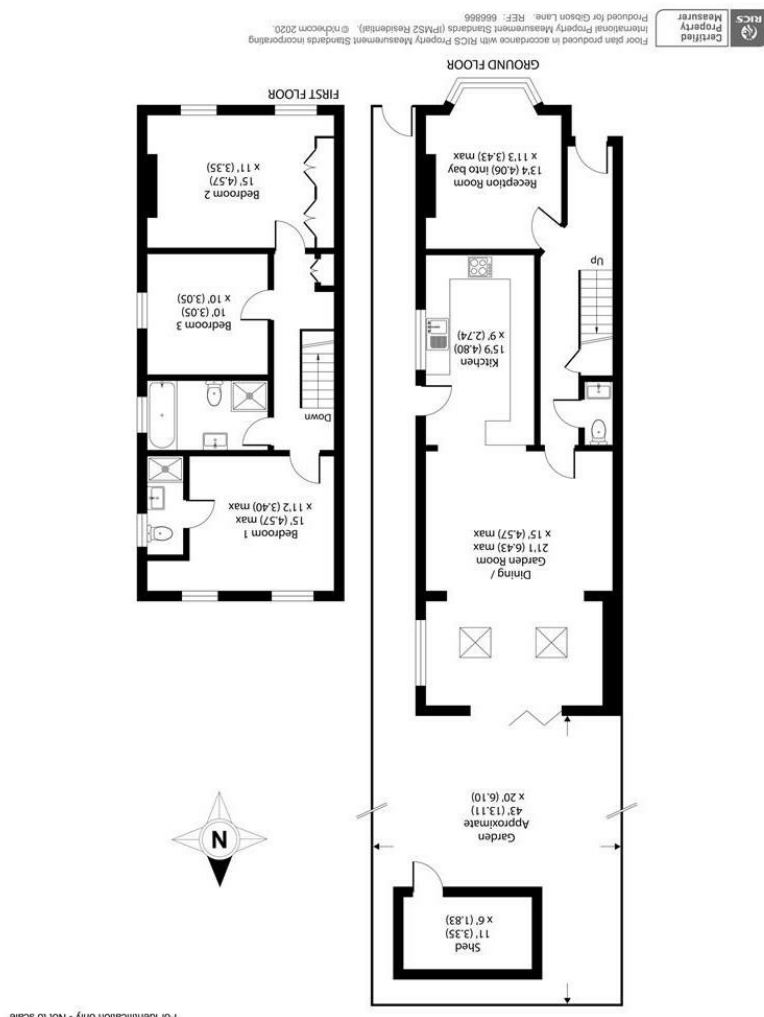 For identification only - Not to scale
Shed
11' (3.35)
x 6' (1.83)
Garden
Approximate
43' (13.11)
x 20' (6.10)
N
Dining /
Garden Room
21'1 (6.43) max
x 15' (4.57) max
Kitchen
15'9 (4.80)
x 9' (2.74)
Up
Reception Room
13'4 (4.06) into bay
x 11'3 (3.43) max
GROUND FLOOR
Bedroom 1
15' (4.57) max
x 11'2 (3.40) max
Down
Bedroom 3
10' (3.05)
x 10' (3.05)
Bedroom 2
15' (4.57)
x 11' (3.35)
FIRST FLOOR
Certified
Property
Measurer
RICS
Floor plan produced in accordance with RICS Property Measurement Standards incorporating
International Property Measurement Standards (IPMS2 Residential). © nichecom 2020.
Produced for Gibson Lane. REF: 666866